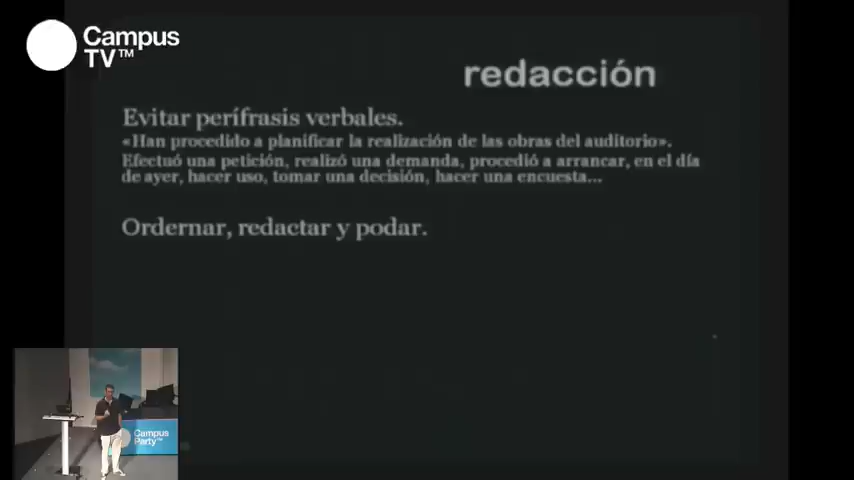 Campus
TV™
redacción
Evitar perífrasis verbales.
«Han procedido a planificar la realización de las obras del auditorio».
Efectuó una petición, realizó una demanda, procedió a arrancar, en el día
de ayer, hacer uso, tomar una decisión, hacer una encuesta...
Ordernar, redactar y podar.
Campus
Party™